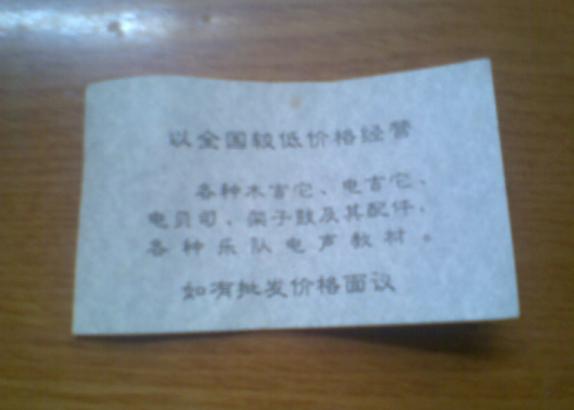 以全国较低价格经营
各种木吉它、电吉它、
电贝司、架子鼓及其配件、
各种乐队电声教材。
如有批发价格面议